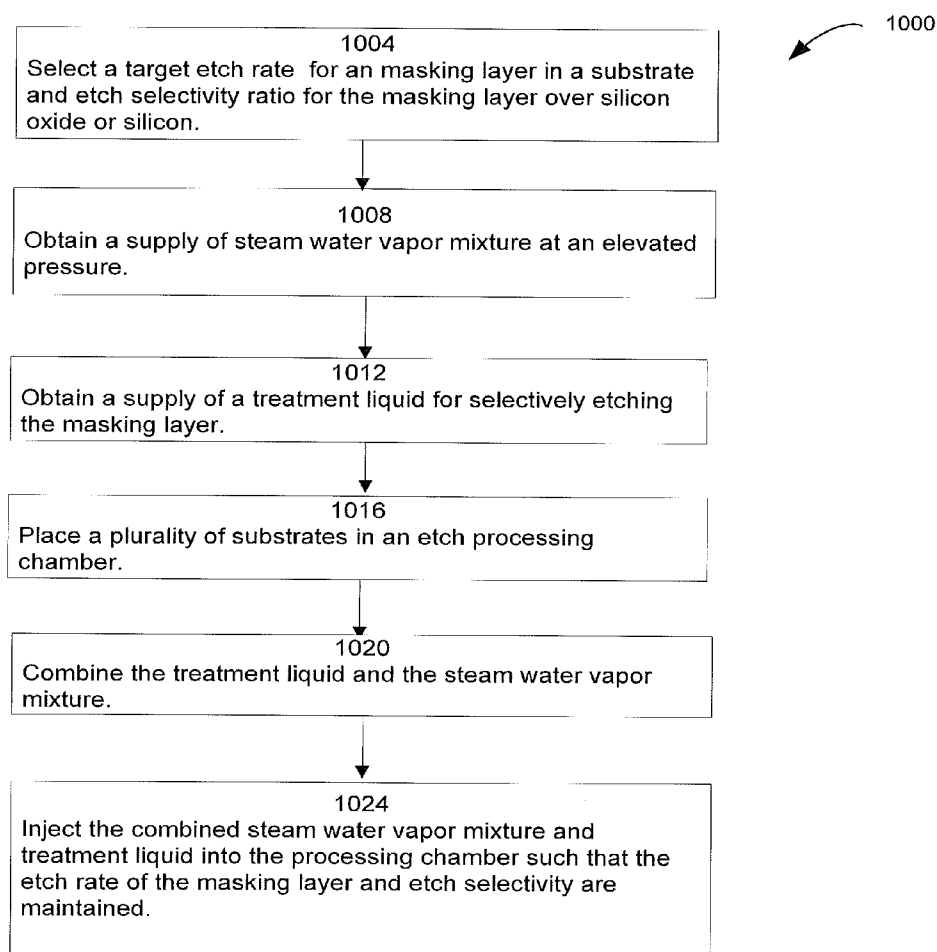 1000
1004
Select a target etch rate for an masking layer in a substrate
and etch selectivity ratio for the masking layer over silicon
oxide or silicon.
1008
Obtain a supply of steam water vapor mixture at an elevated
pressure.
1012
Obtain a supply of a treatment liquid for selectively etching
the masking layer.
1016
Place a plurality of substrates in an etch processing
chamber.
1020
Combine the treatment liquid and the steam water vapor
mixture.
1024
Inject the combined steam water vapor mixture and
treatment liquid into the processing chamber such that the
etch rate of the masking layer and etch selectivity are
maintained.